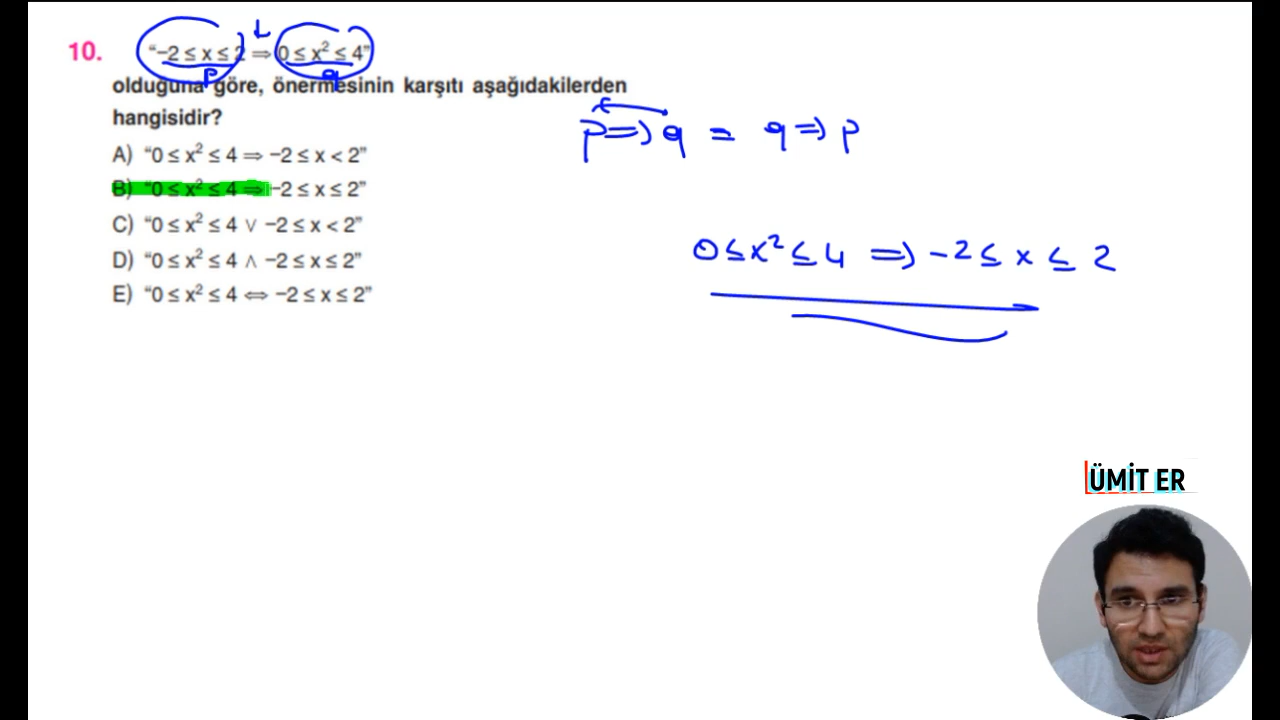 10. “−2 ≤ x ≤ 2 ⇒ 0 ≤ x² ≤ 4”
p q
olduğuna göre, önermesinin karşıtı aşağıdakilerden
hangisidir?
A) “0 ≤ x² ≤ 4 ⇒ −2 ≤ x < 2”
B) “0 ≤ x² ≤ 4 ⇒ −2 ≤ x ≤ 2”
C) “0 ≤ x² ≤ 4 ∨ −2 ≤ x < 2”
D) “0 ≤ x² ≤ 4 ∧ −2 ≤ x ≤ 2”
E) “0 ≤ x² ≤ 4 ⇔ −2 ≤ x ≤ 2”
p ⇒ q = q ⇒ p
0 ≤ x² ≤ 4 ⇒ −2 ≤ x ≤ 2
ÜMİT ER